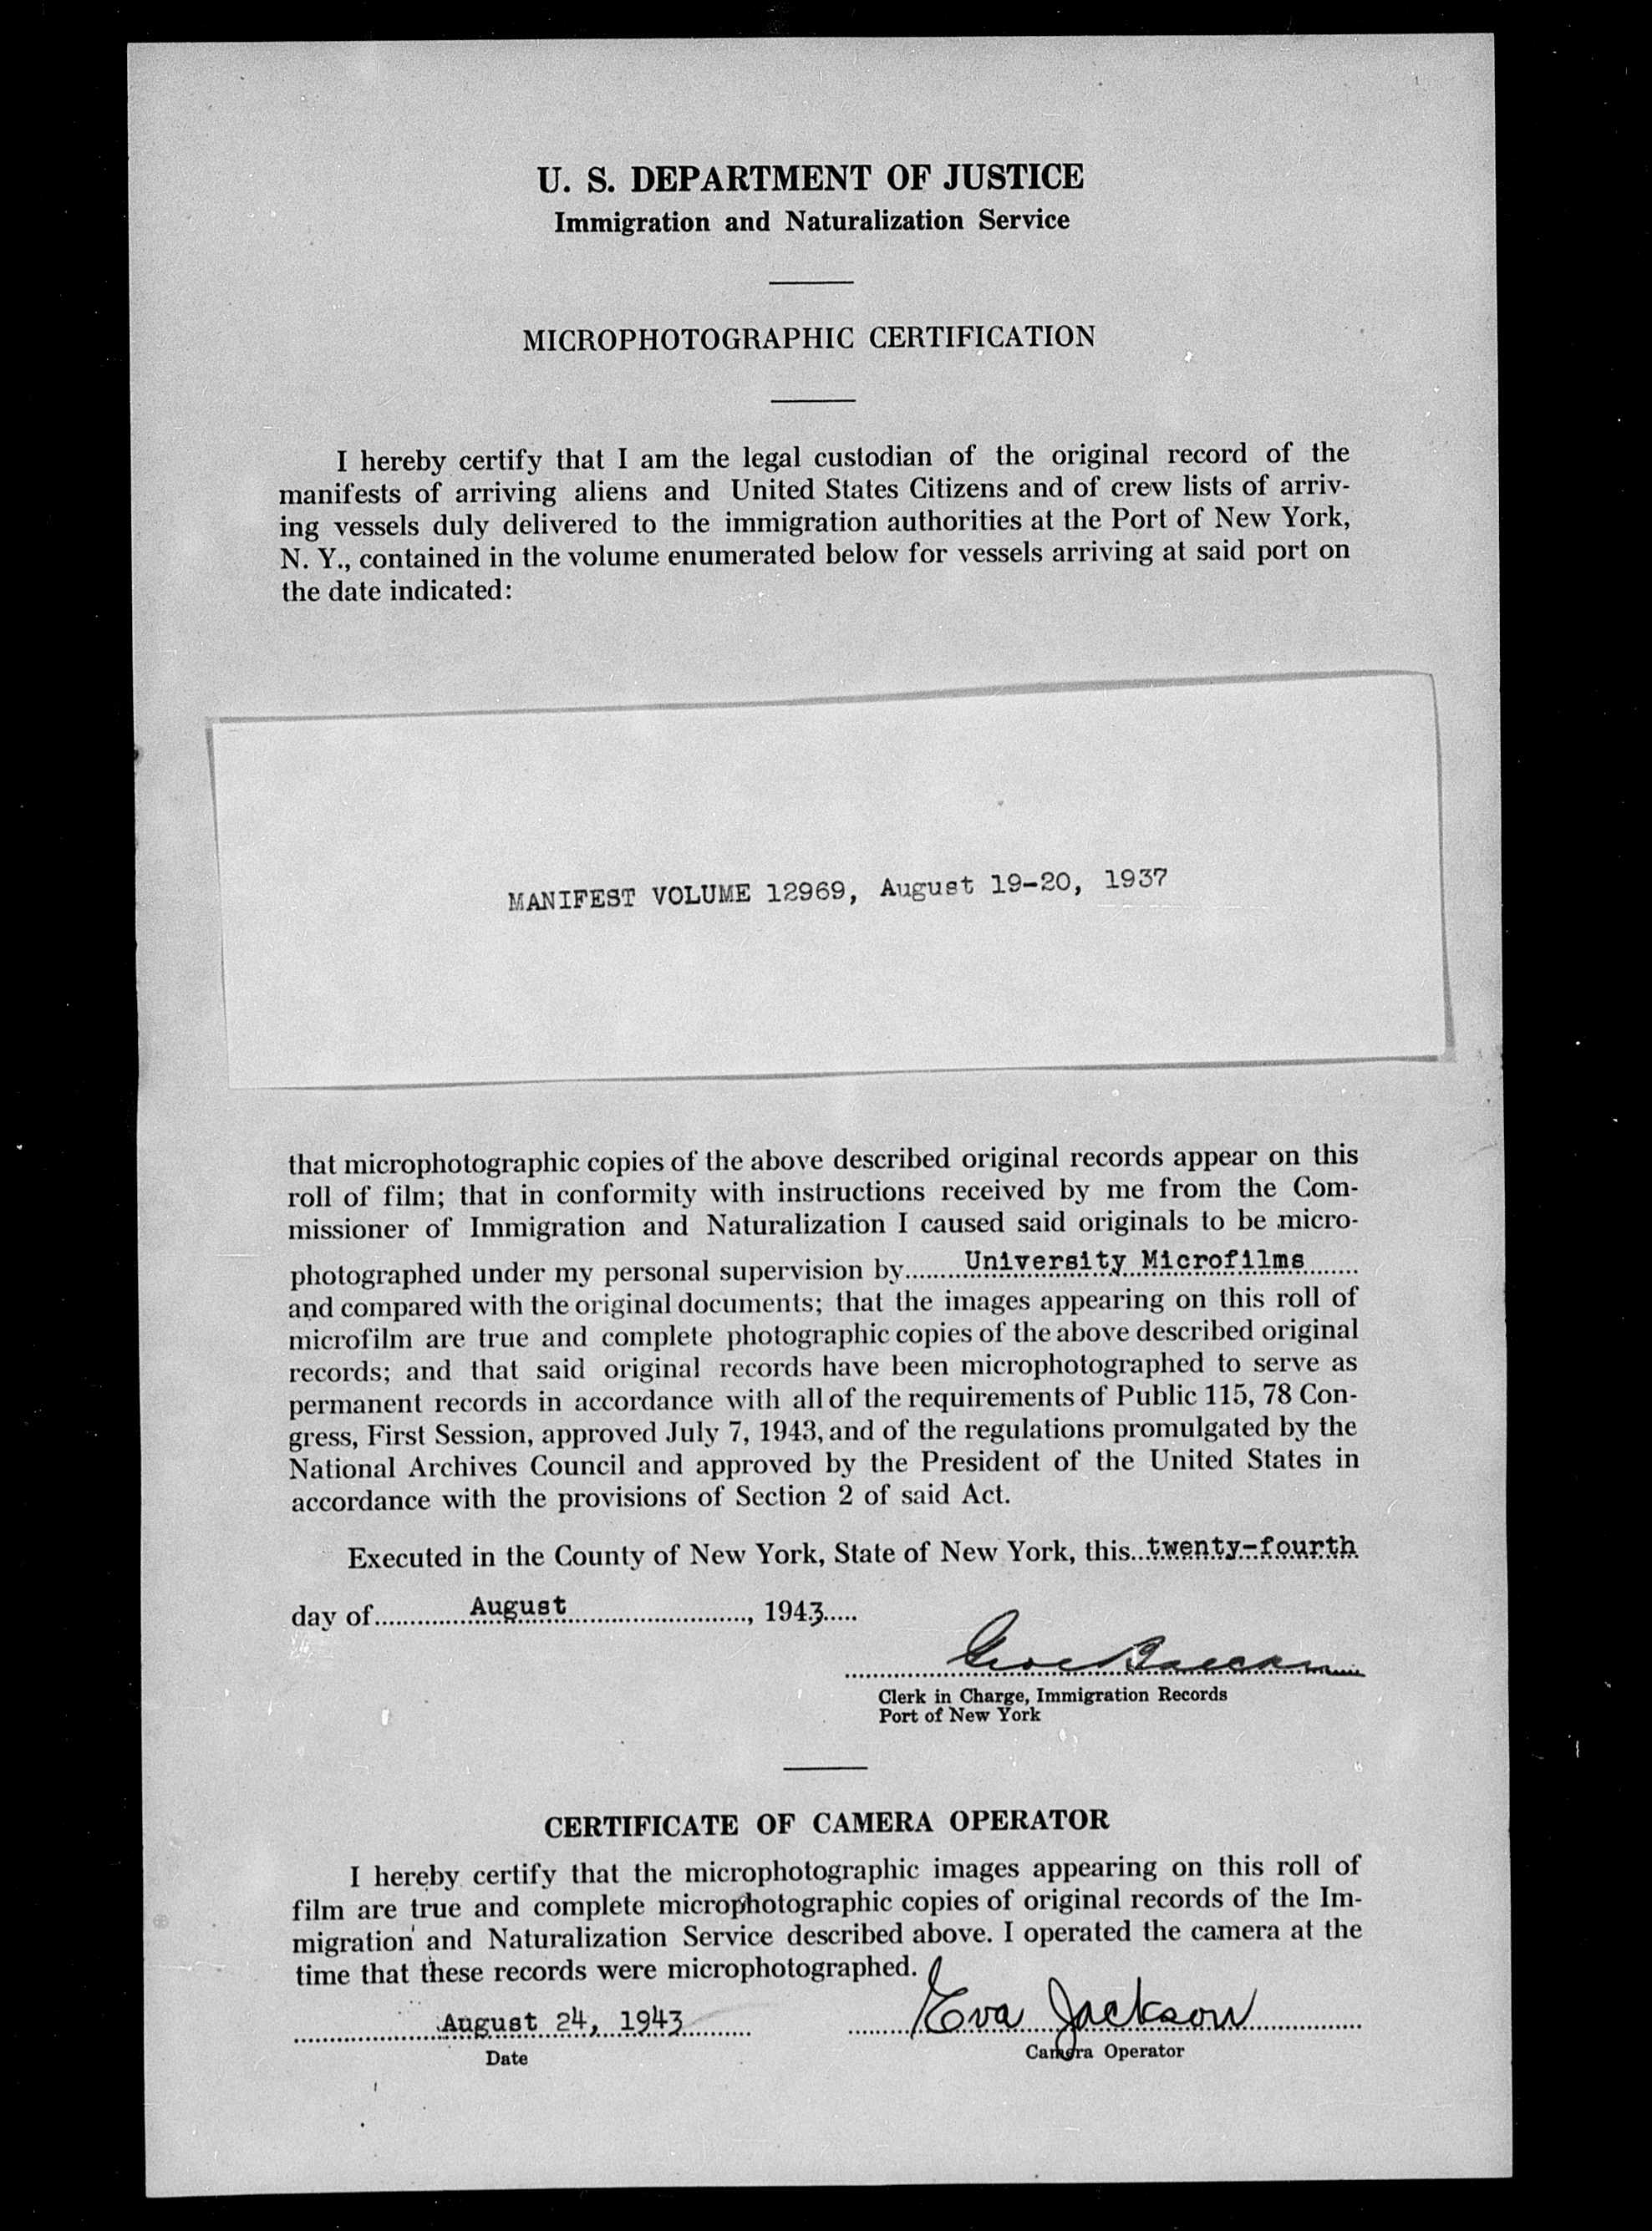 U. S. DEPARTMENT OF JUSTICE
Immigration and Naturalization Service
MICROPHOTOGRAPHIC CERTIFICATION
I hereby certify that I am the legal custodian of the original record of the
manifests of arriving aliens and United States Citizens and of crew lists of arriv-
ing vessels duly delivered to the immigration authorities at the Port of New York,
N. Y., contained in the volume enumerated below for vessels arriving at said port on
the date indicated:
MANIFEST VOLUME 12969, August 19-20, 1937
that microphotographic copies of the above described original records appear on this
roll of film; that in conformity with instructions received by me from the Com-
missioner of Immigration and Naturalization I caused said originals to be micro-
photographed under my personal supervision by........University Microfilms.......
and compared with the original documents; that the images appearing on this roll of
microfilm are true and complete photographic copies of the above described original
records; and that said original records have been microphotographed to serve as
permanent records in accordance with all of the requirements of Public 115, 78 Con-
gress, First Session, approved July 7, 1943, and of the regulations promulgated by the
National Archives Council and approved by the President of the United States in
accordance with the provisions of Section 2 of said Act.
Executed in the County of New York, State of New York, this...twenty-fourth
day of.............August........................., 1943.....
Clerk in Charge, Immigration Records
Port of New York
CERTIFICATE OF CAMERA OPERATOR
I hereby certify that the microphotographic images appearing on this roll of
film are true and complete microphotographic copies of original records of the Im-
migration and Naturalization Service described above. I operated the camera at the
time that these records were microphotographed.
August 24, 1943 Eva Jackson
Date Camera Operator